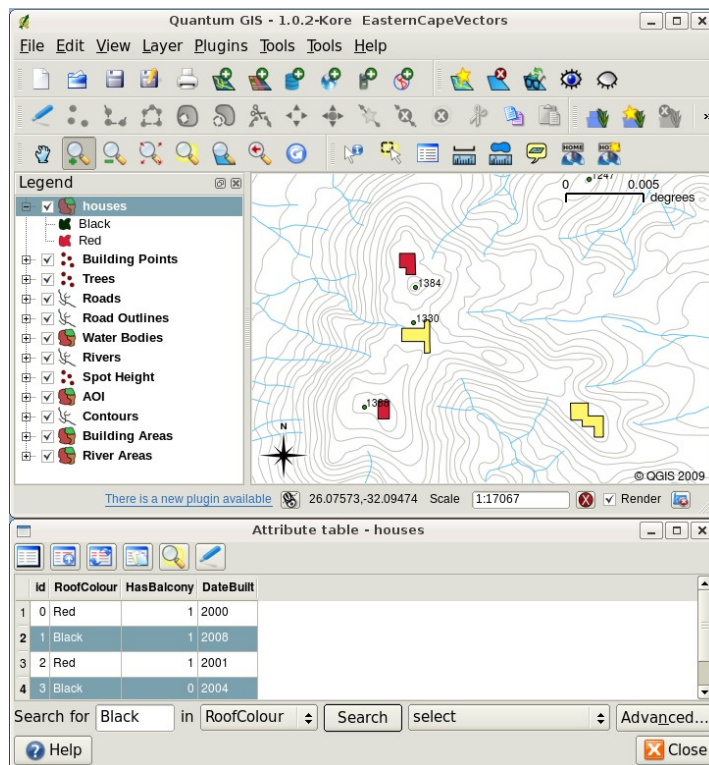 Quantum GIS - 1.0.2-Kore EasternCapeVectors
File Edit View Layer Plugins Tools Tools Help
HOME
Legend
houses
Black
Red
Building Points
Trees
Roads
Road Outlines
Water Bodies
Rivers
Spot Height
AOI
Contours
Building Areas
River Areas
1247
0 0.005
degrees
1384
1330
1388
N
© QGIS 2009
There is a new plugin available 26.07573,-32.09474 Scale 1:17067 Render
Attribute table - houses
id RoofColour HasBalcony DateBuilt
1 0 Red 1 2000
2 1 Black 1 2008
3 2 Red 1 2001
4 3 Black 0 2004
Search for Black in RoofColour Search select Advanced...
Help Close